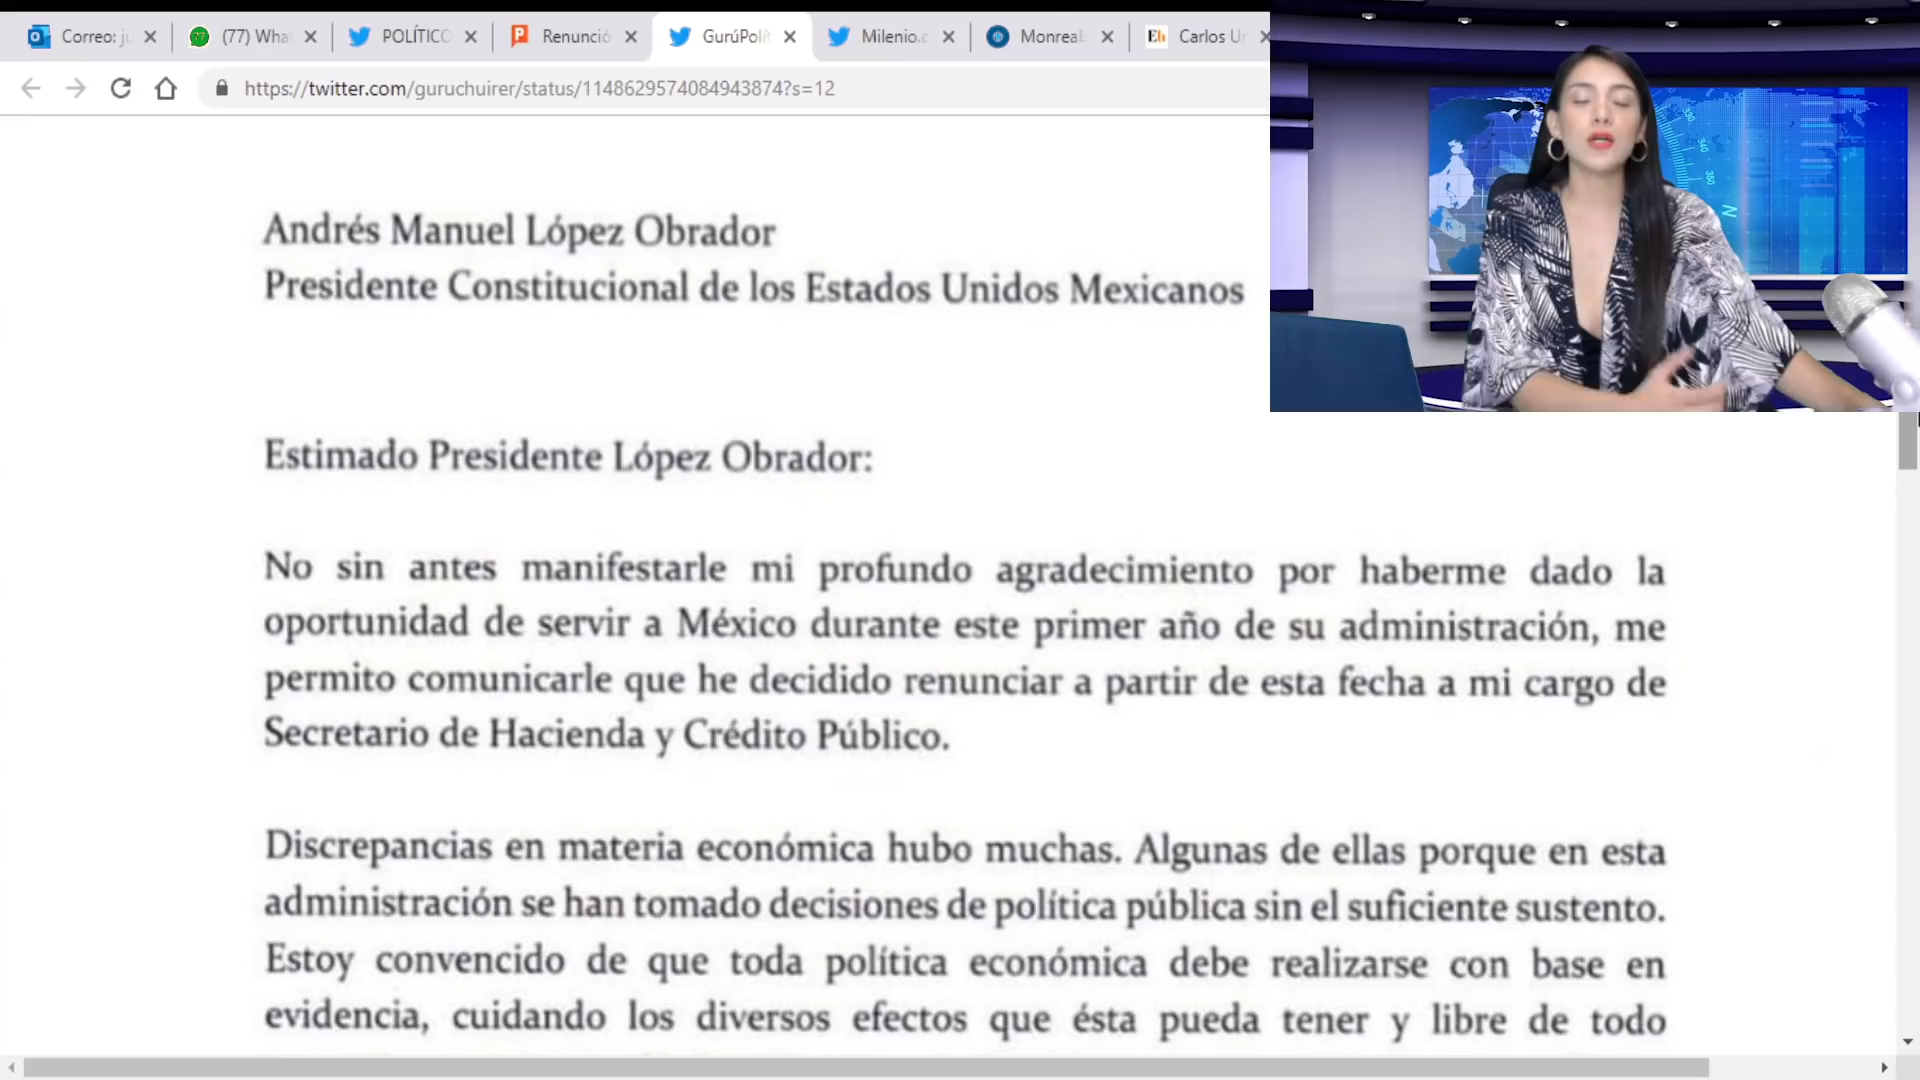 Correo: ju
(77) Wha
POLÍTICO
Renunció
GurúPolít
Milenio.c
Monreal
Carlos Ur
https://twitter.com/guruchuirer/status/1148629574084943874?s=12
Andrés Manuel López Obrador
Presidente Constitucional de los Estados Unidos Mexicanos
Estimado Presidente López Obrador:
No sin antes manifestarle mi profundo agradecimiento por haberme dado la
oportunidad de servir a México durante este primer año de su administración, me
permito comunicarle que he decidido renunciar a partir de esta fecha a mi cargo de
Secretario de Hacienda y Crédito Público.
Discrepancias en materia económica hubo muchas. Algunas de ellas porque en esta
administración se han tomado decisiones de política pública sin el suficiente sustento.
Estoy convencido de que toda política económica debe realizarse con base en
evidencia, cuidando los diversos efectos que ésta pueda tener y libre de todo
330
340
350
N